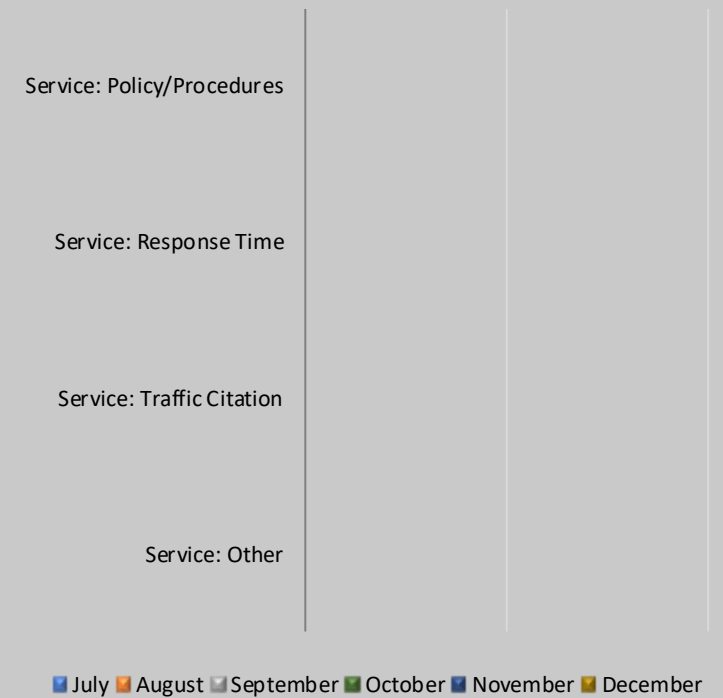 Service: Policy/Procedures
Service: Response Time
Service: Traffic Citation
Service: Other
July August September October November December